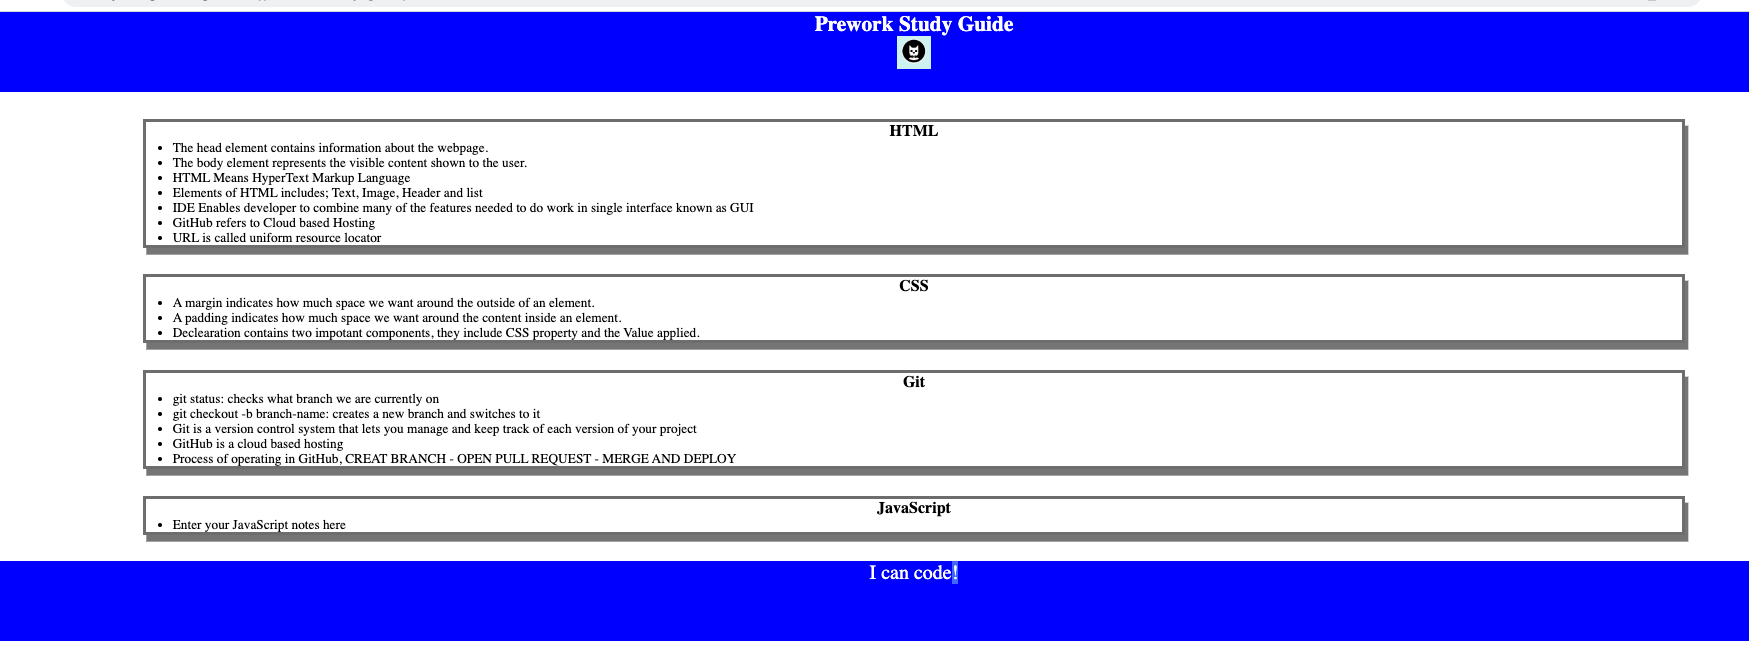 Prework Study Guide
HTML
The head element contains information about the webpage.
The body element represents the visible content shown to the user.
HTML Means HyperText Markup Language
Elements of HTML includes; Text, Image, Header and list
IDE Enables developer to combine many of the features needed to do work in single interface known as GUI
GitHub refers to Cloud based Hosting
URL is called uniform resource locator
CSS
A margin indicates how much space we want around the outside of an element.
A padding indicates how much space we want around the content inside an element.
Declearation contains two impotant components, they include CSS property and the Value applied.
Git
git status: checks what branch we are currently on
git checkout -b branch-name: creates a new branch and switches to it
Git is a version control system that lets you manage and keep track of each version of your project
GitHub is a cloud based hosting
Process of operating in GitHub, CREAT BRANCH - OPEN PULL REQUEST - MERGE AND DEPLOY
JavaScript
Enter your JavaScript notes here
I can code!